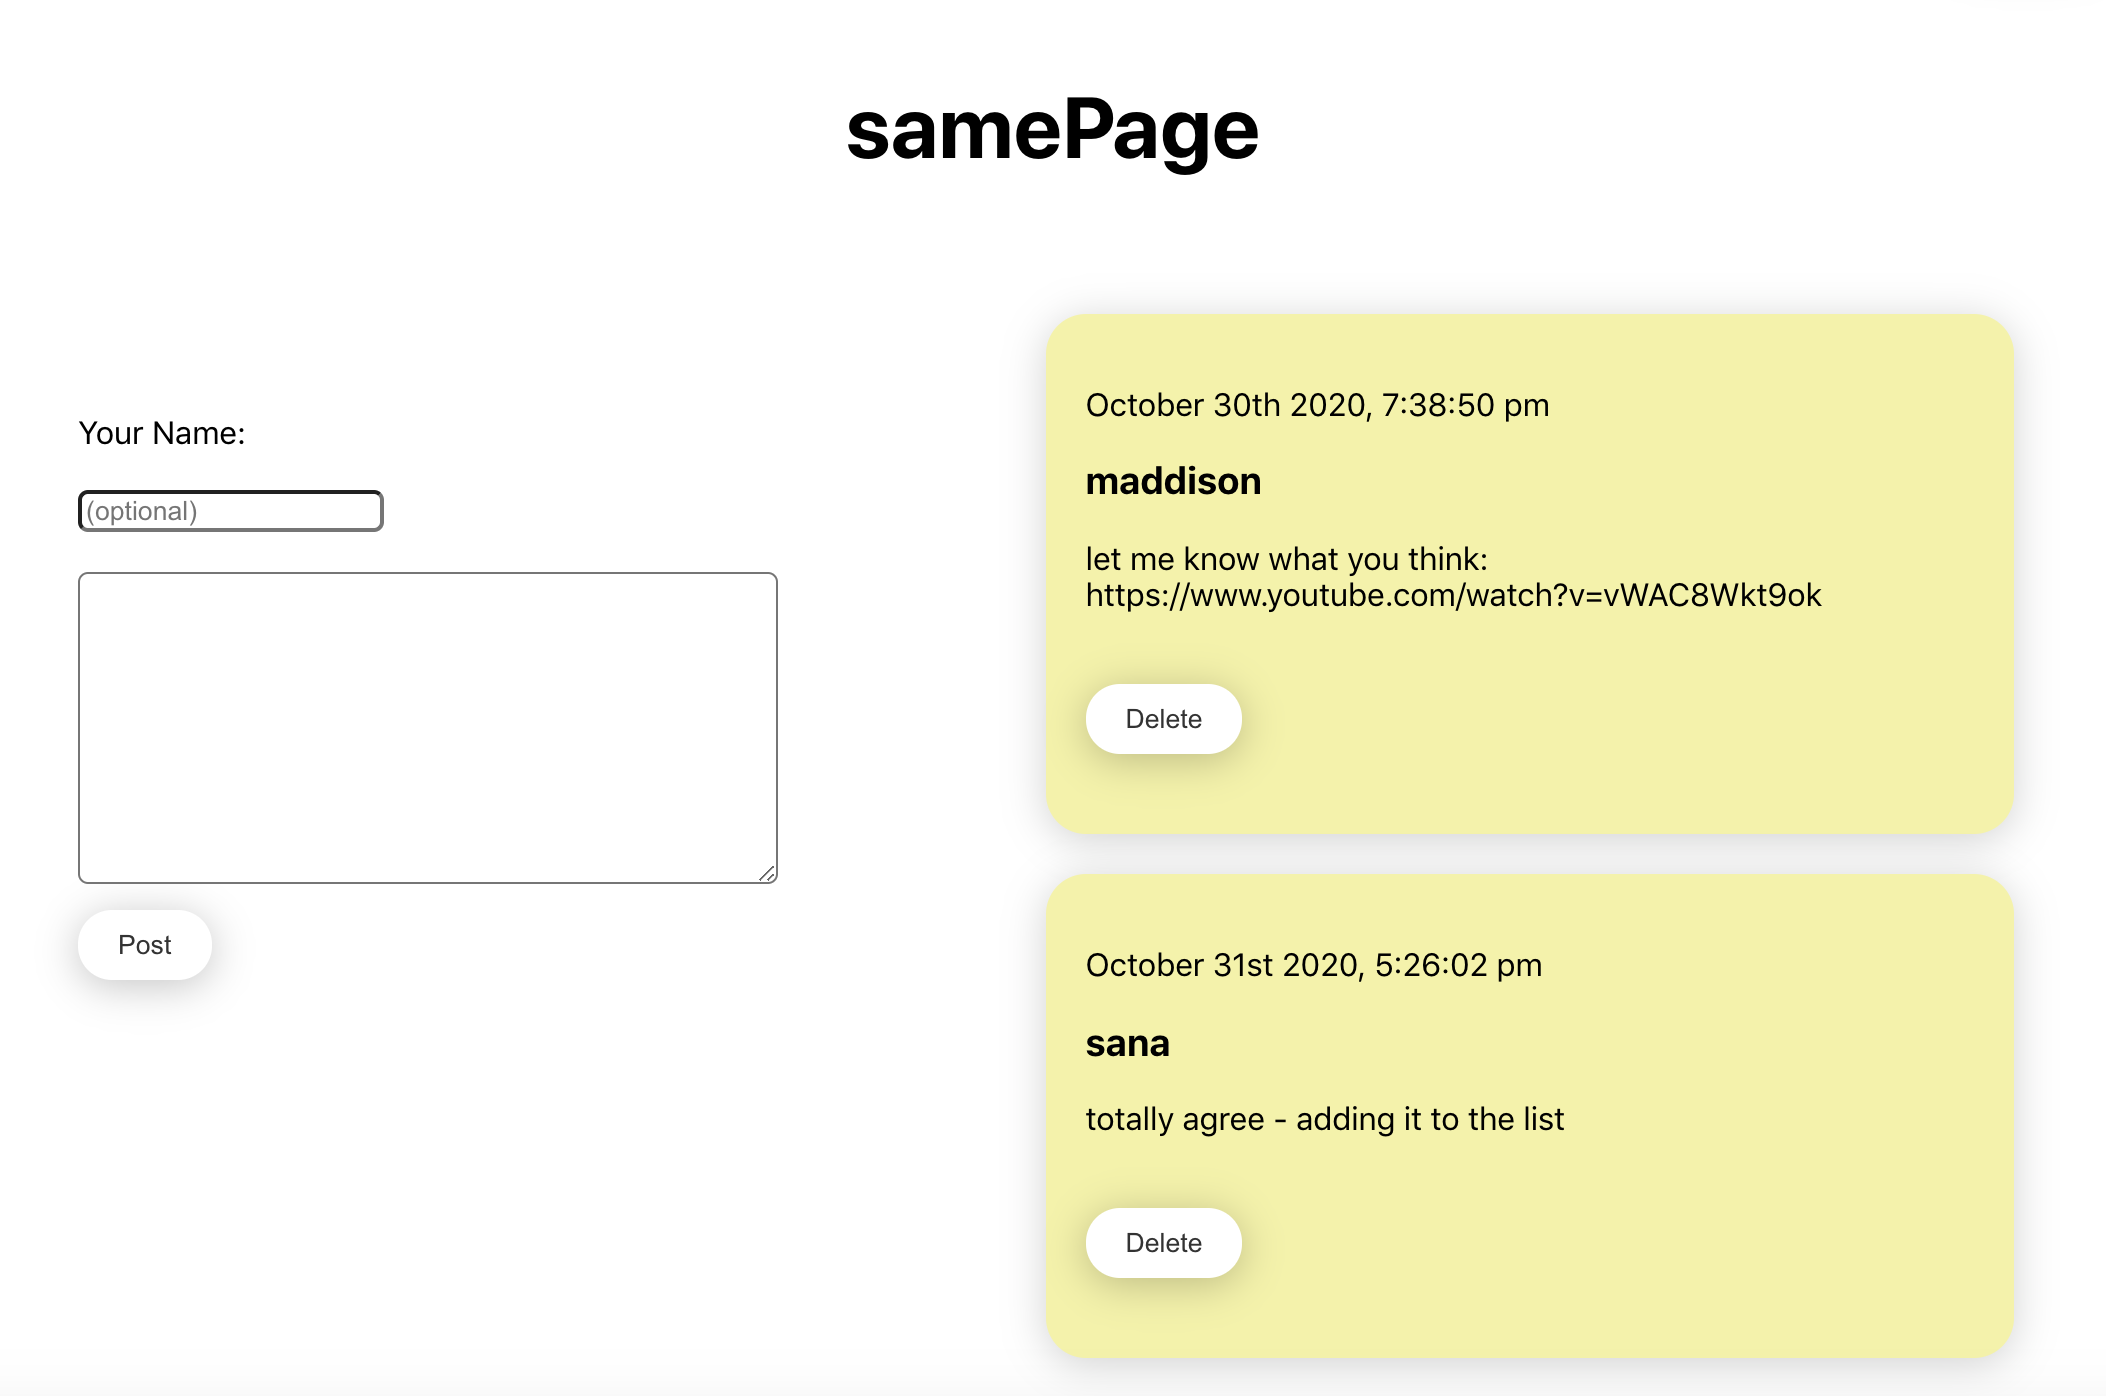 samePage
Your Name:
(optional)
Post
October 30th 2020, 7:38:50 pm
maddison
let me know what you think:
https://www.youtube.com/watch?v=vWAC8Wkt9ok
Delete
October 31st 2020, 5:26:02 pm
sana
totally agree - adding it to the list
Delete